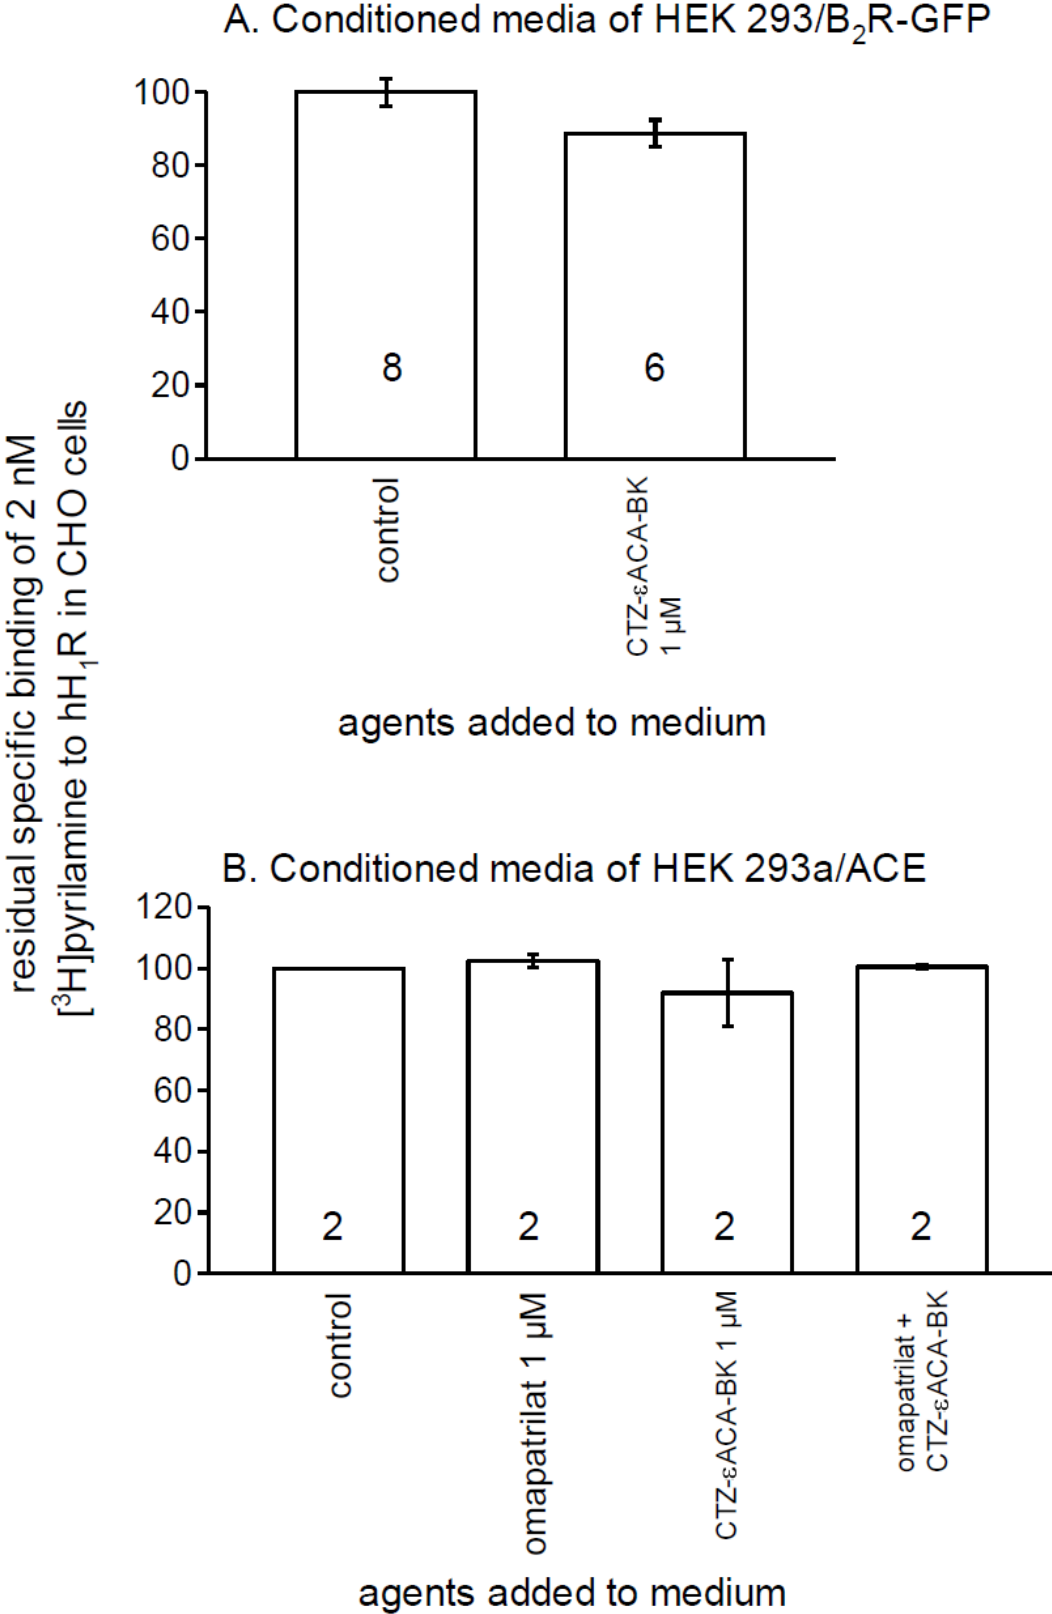 A. Conditioned media of HEK 293/B₂R-GFP
residual specific binding of 2 nM
[³H]pyrilamine to hH₁R in CHO cells
100
80
60
40
20
0
8
6
control
CTZ-εACA-BK
1 µM
agents added to medium
B. Conditioned media of HEK 293a/ACE
120
100
80
60
40
20
0
2
2
2
2
control
omapatrilat 1 µM
CTZ-εACA-BK 1 µM
omapatrilat +
CTZ-εACA-BK
agents added to medium